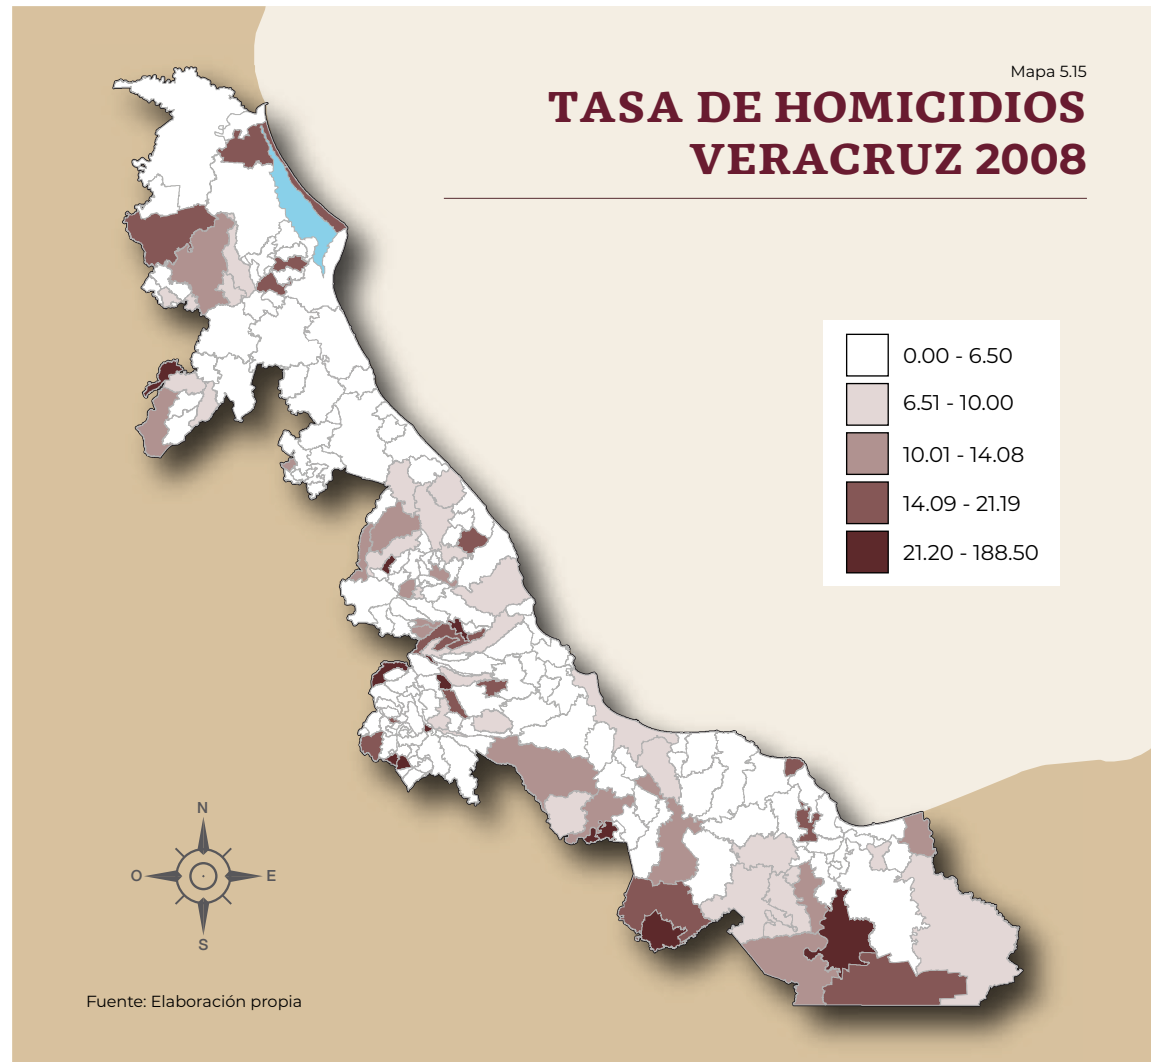 Mapa 5.15
TASA DE HOMICIDIOS
VERACRUZ 2008
0.00 - 6.50
6.51 - 10.00
10.01 - 14.08
14.09 - 21.19
21.20 - 188.50
N
O
E
S
Fuente: Elaboración propia